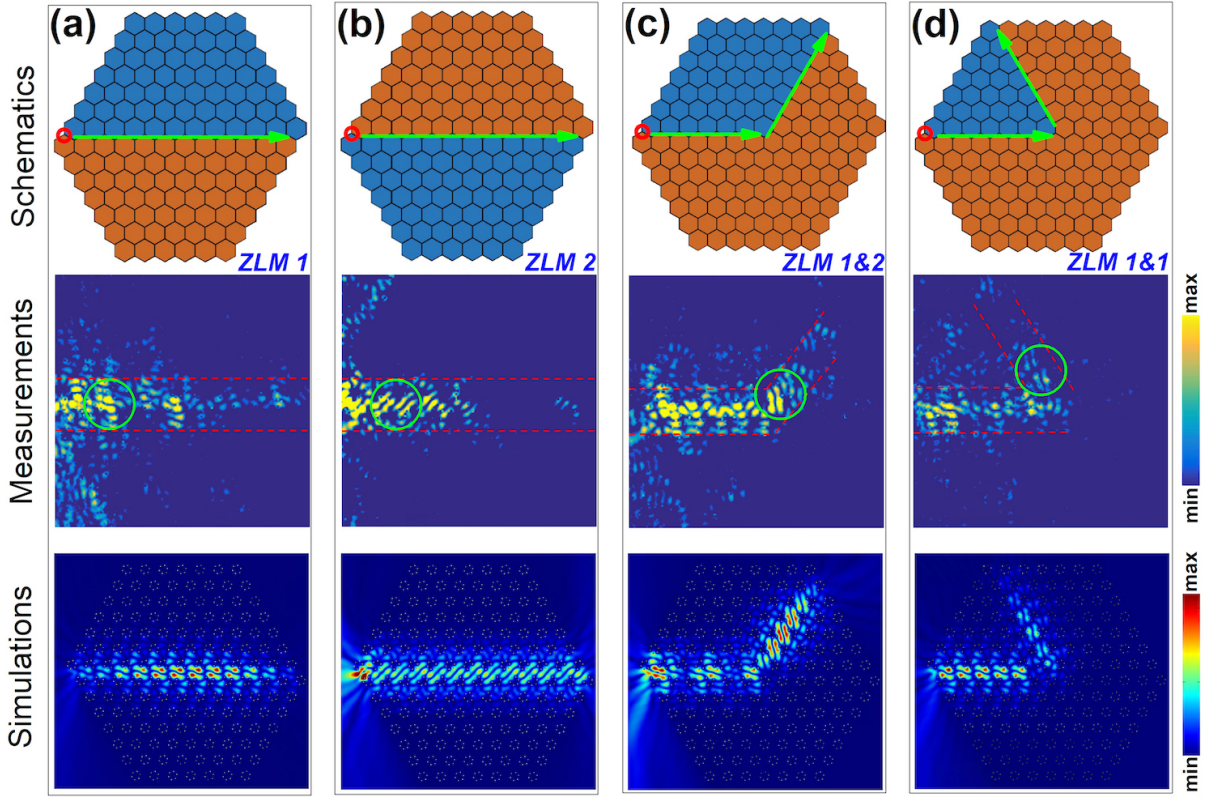 (a) (b) (c) (d)
Schematics
ZLM 1 ZLM 2 ZLM 1&2 ZLM 1&1
Measurements
max
min
Simulations
max
min